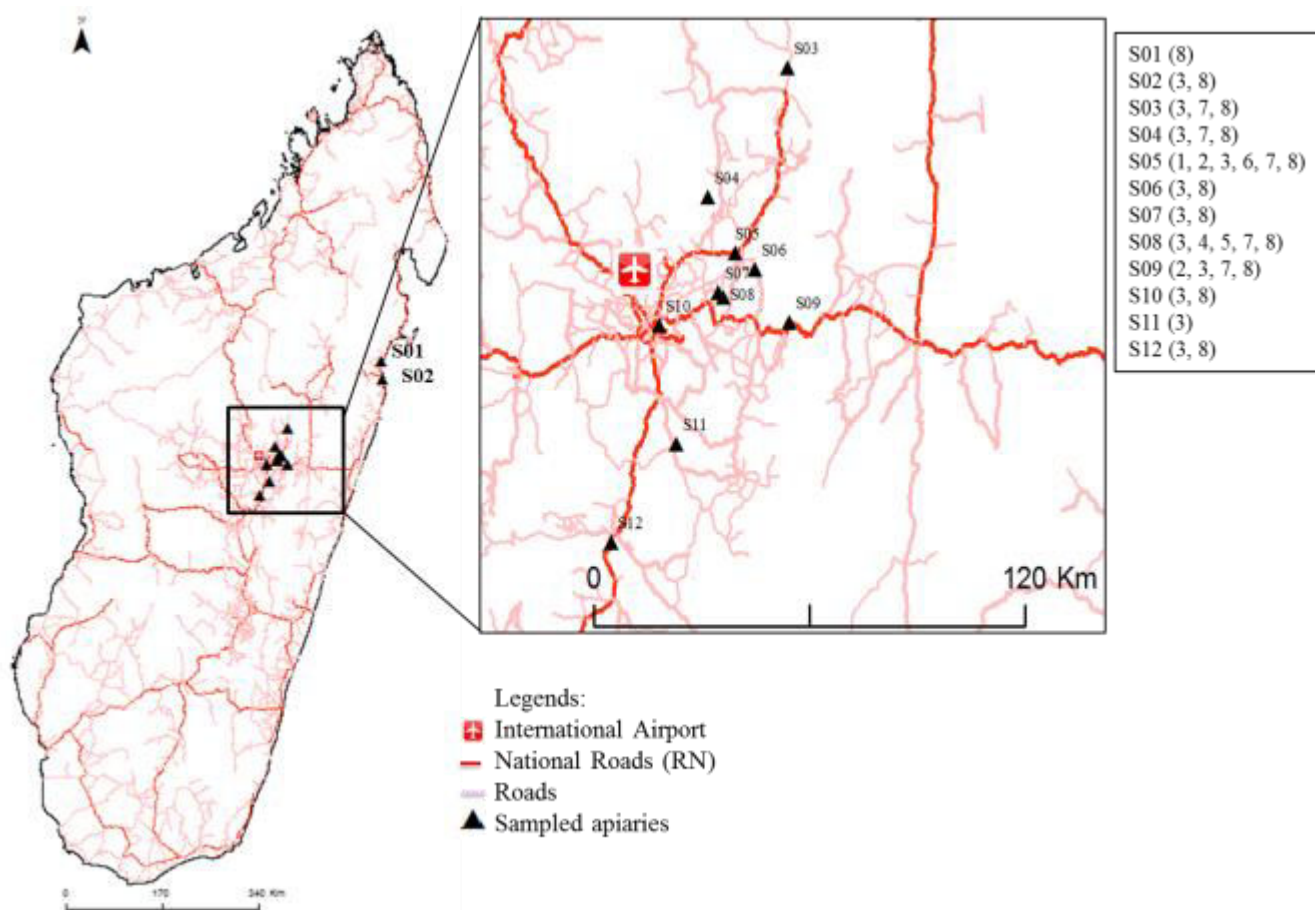 S01 (8)
S02 (3, 8)
S03 (3, 7, 8)
S04 (3, 7, 8)
S05 (1, 2, 3, 6, 7, 8)
S06 (3, 8)
S07 (3, 8)
S08 (3, 4, 5, 7, 8)
S09 (2, 3, 7, 8)
S10 (3, 8)
S11 (3)
S12 (3, 8)
S03
S04
S05
S06
S07
S08
S09
S10
S11
S12
0 120 Km
S01
S02
Legends:
International Airport
National Roads (RN)
Roads
Sampled apiaries
0 170 340 Km